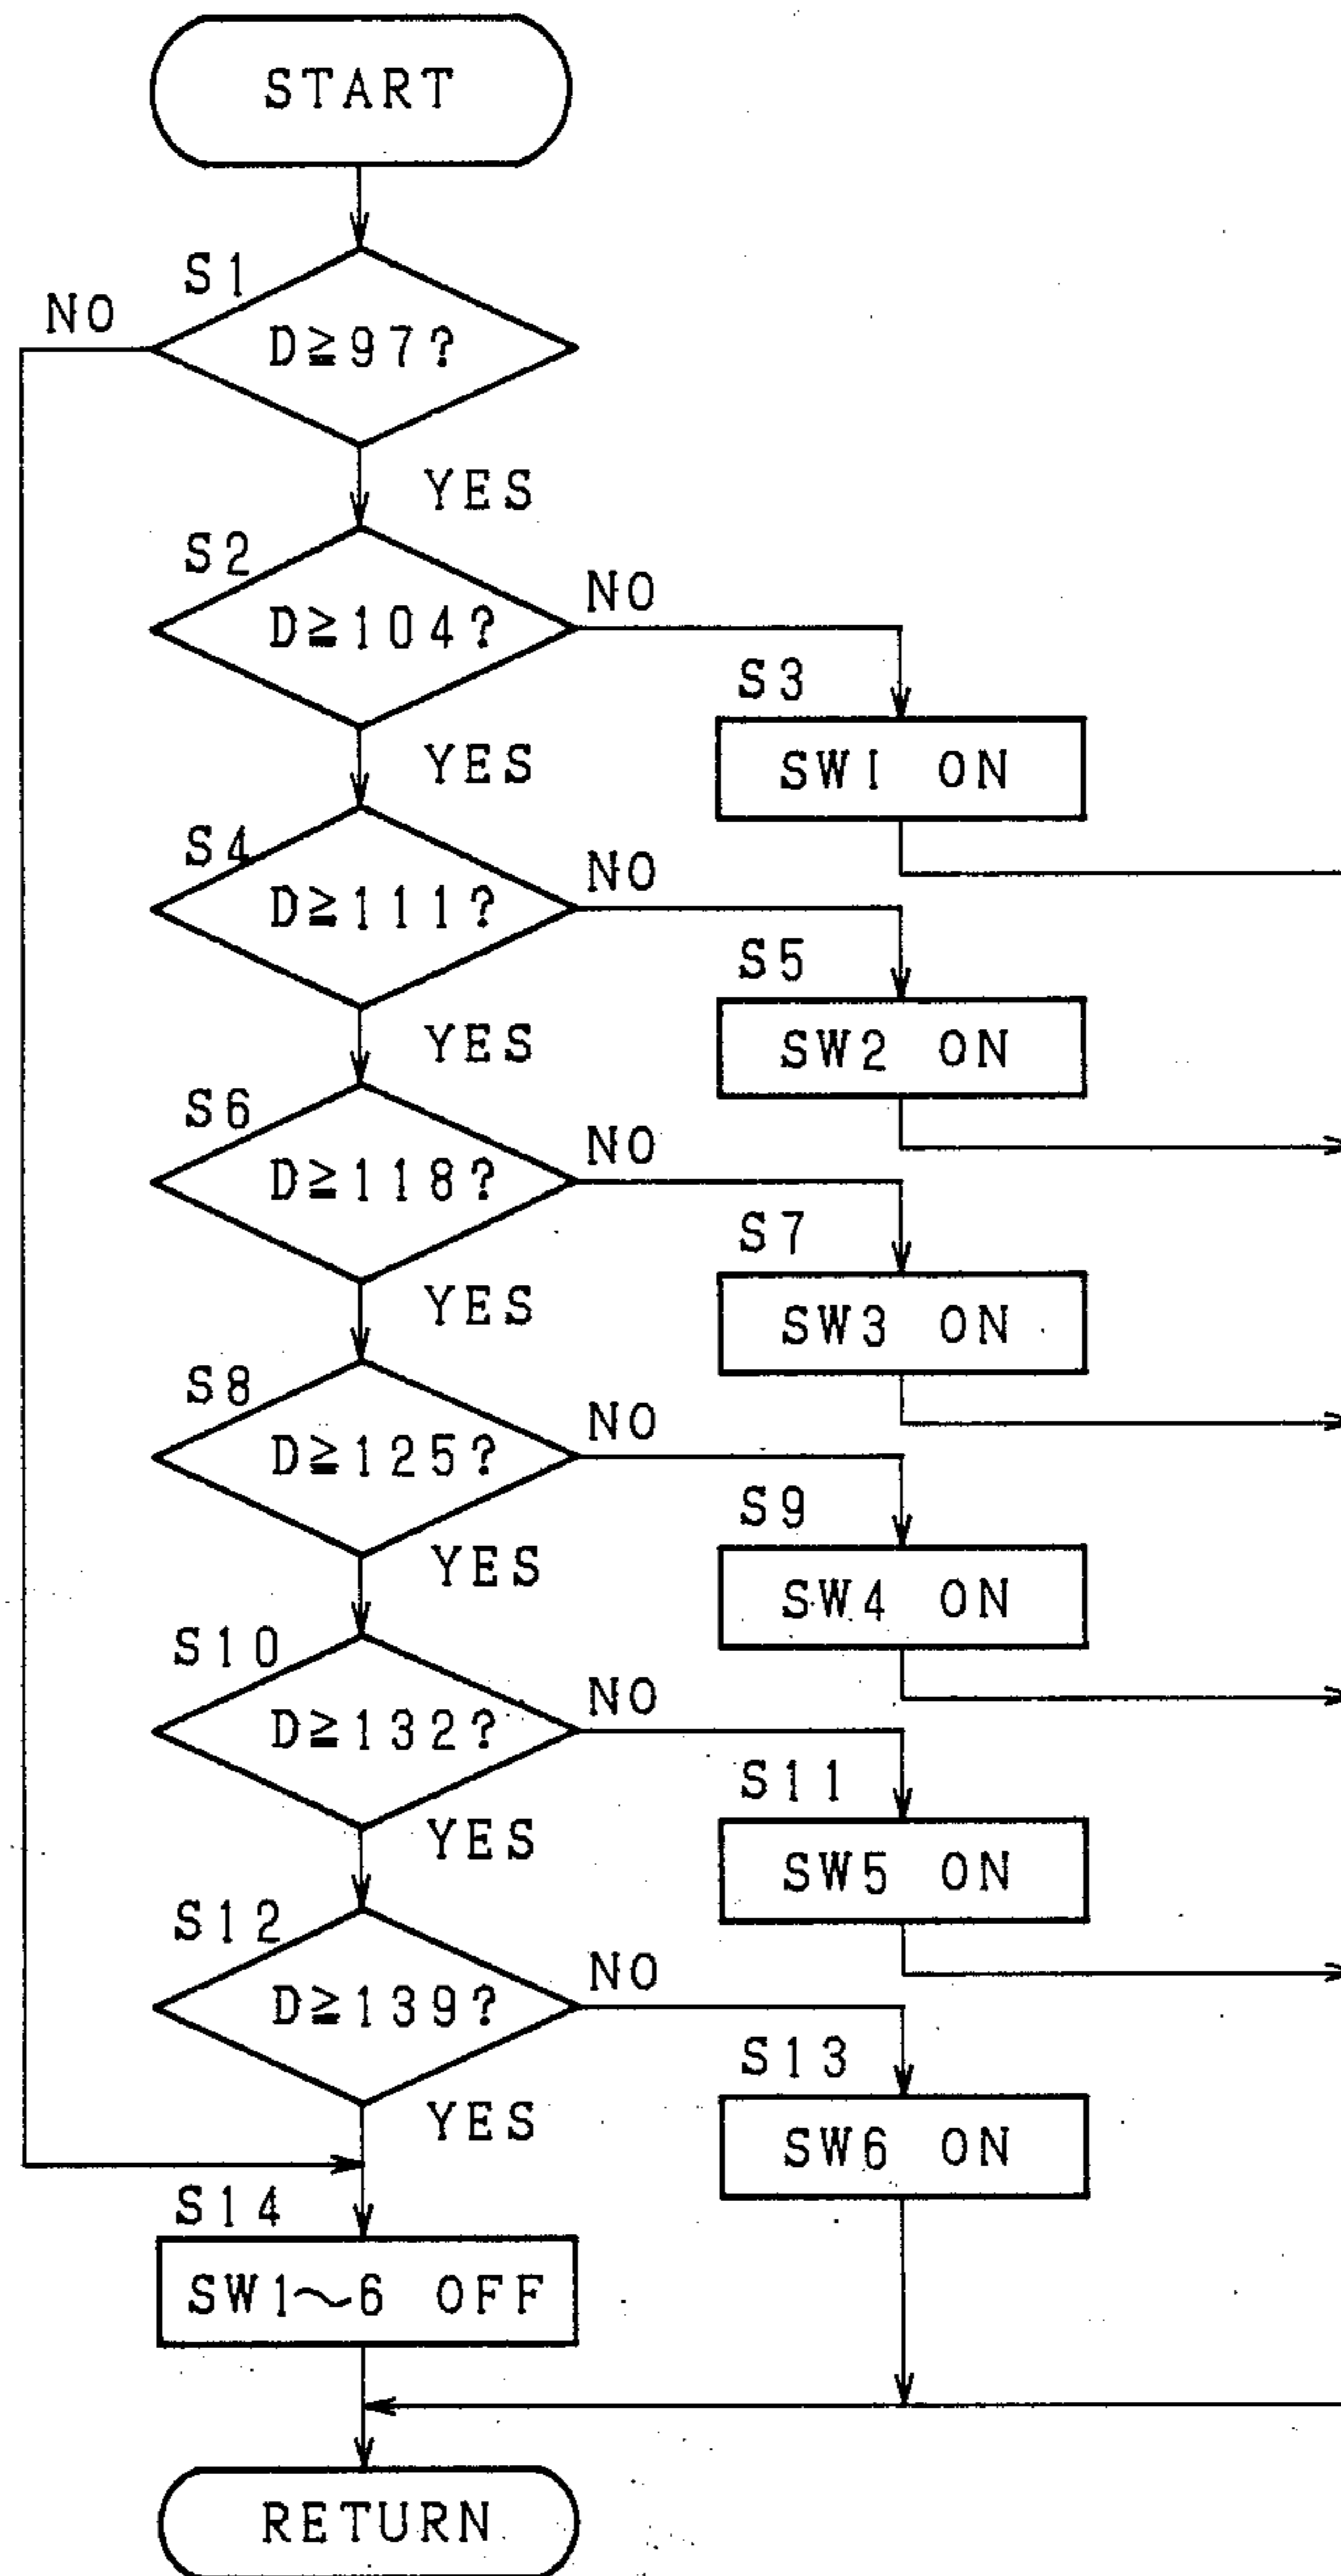 START
S1
NO
D≧97?
YES
S2
NO
D≧104?
S3
YES
SW1 ON
S4
NO
D≧111?
S5
YES
SW2 ON
S6
NO
D≧118?
S7
YES
SW3 ON
S8
NO
D≧125?
S9
YES
SW4 ON
S10
NO
D≧132?
S11
YES
SW5 ON
S12
NO
D≧139?
S13
YES
SW6 ON
S14
SW1～6 OFF
RETURN